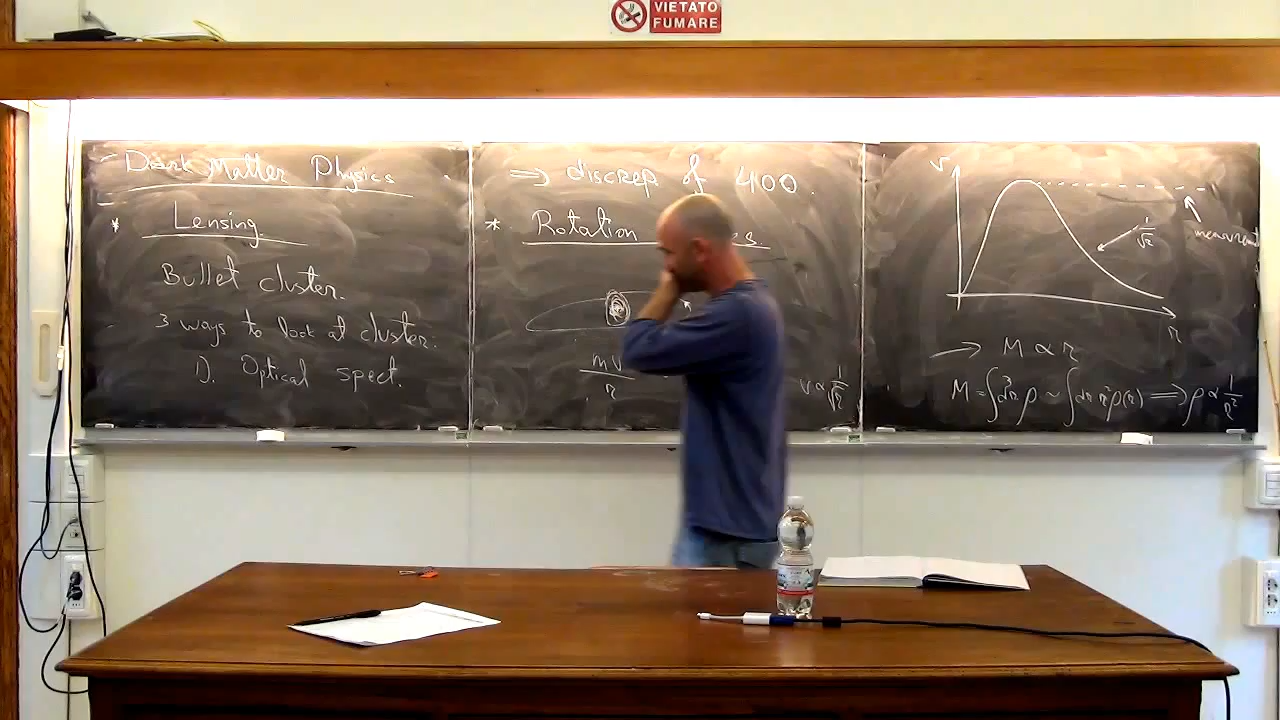 VIETATO
FUMARE
Dark Matter Physics
* Lensing.
Bullet cluster.
3 ways to look at cluster:
1). Optical spect.
⇒ discrep of 400.
* Rotation
mv
r
v ∝ 1/√r
v
1/√r
r
→ M ∝ r
M = ∫d³r ρ ~ ∫dr r²ρ(r) ⇒ ρ ∝ 1/r²